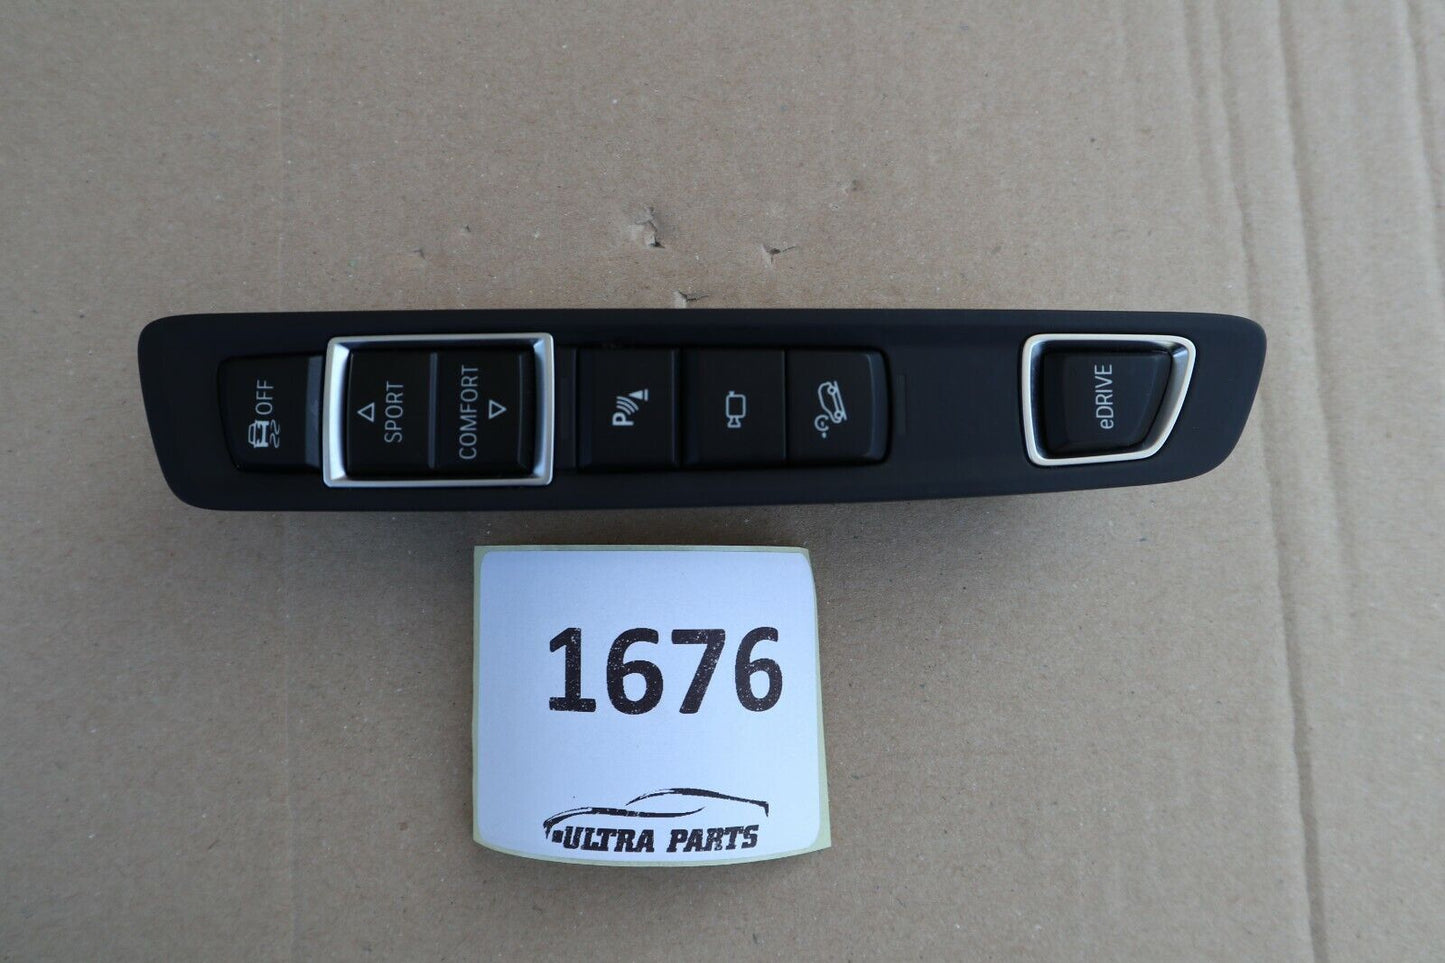 OFF
SPORT
COMFORT
P
eDRIVE
1676
ULTRA PARTS